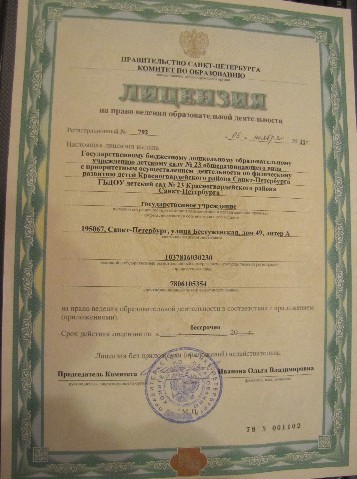 ПРАВИТЕЛЬСТВО САНКТ-ПЕТЕРБУРГА
КОМИТЕТ ПО ОБРАЗОВАНИЮ
ЛИЦЕНЗИЯ
на право ведения образовательной деятельности
Регистрационный № 792
Настоящая лицензия выдана
Государственному бюджетному дошкольному образовательному
учреждению детскому саду № 23 общеразвивающего вида
с приоритетным осуществлением деятельности по физическому
развитию детей Красногвардейского района Санкт-Петербурга
ГБДОУ детский сад № 23 Красногвардейского района
Санкт-Петербурга
государственное учреждение
195067, Санкт-Петербург, улица Бестужевская, дом 49, литер А
1037816030230
7806105354
на право ведения образовательной деятельности в соответствии с приложением
(приложениями).
Срок действия лицензии по « бессрочно 20
Лицензия без приложения (приложений) недействительна.
Председатель Комитета Иванова Ольга Владимировна
М.П.
001102